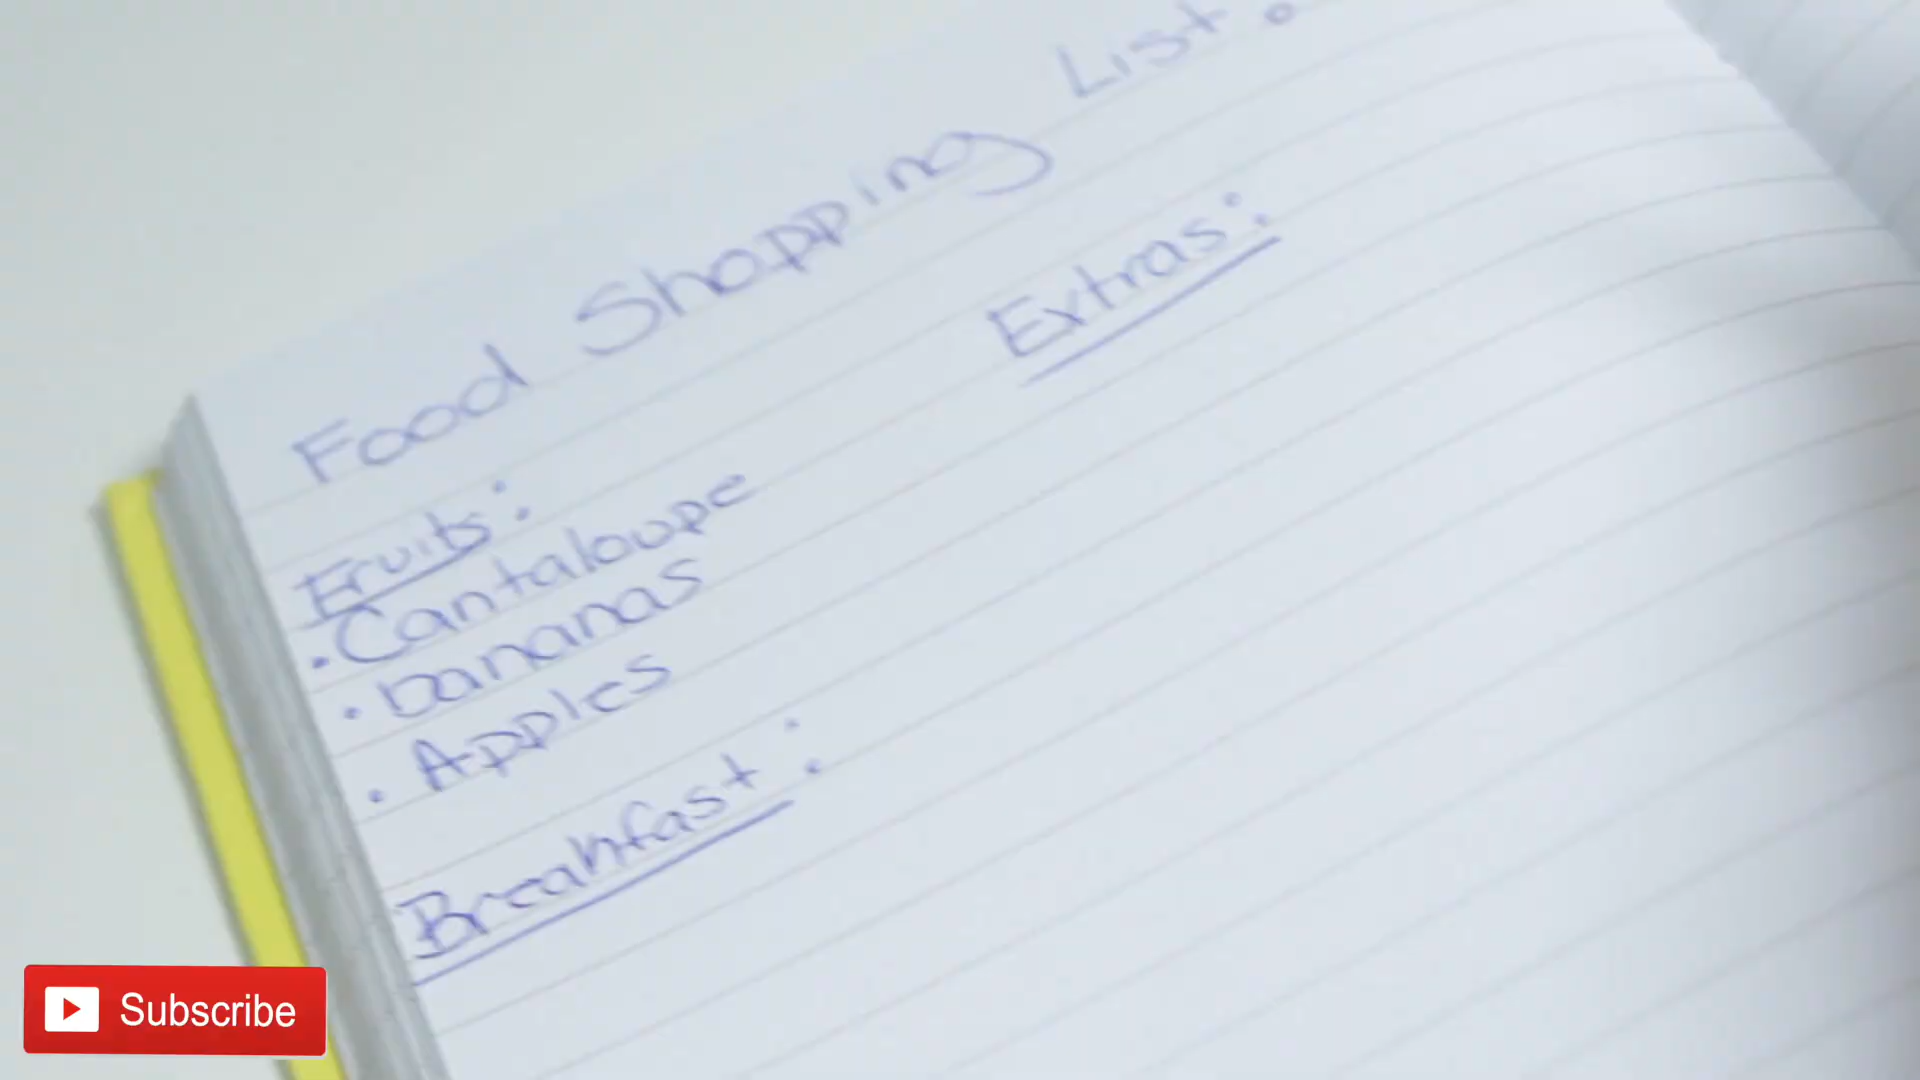 Food Shopping List:
Extras:
Fruits:
• Cantaloupe
• bananas
• Apples
Breakfast:
Subscribe